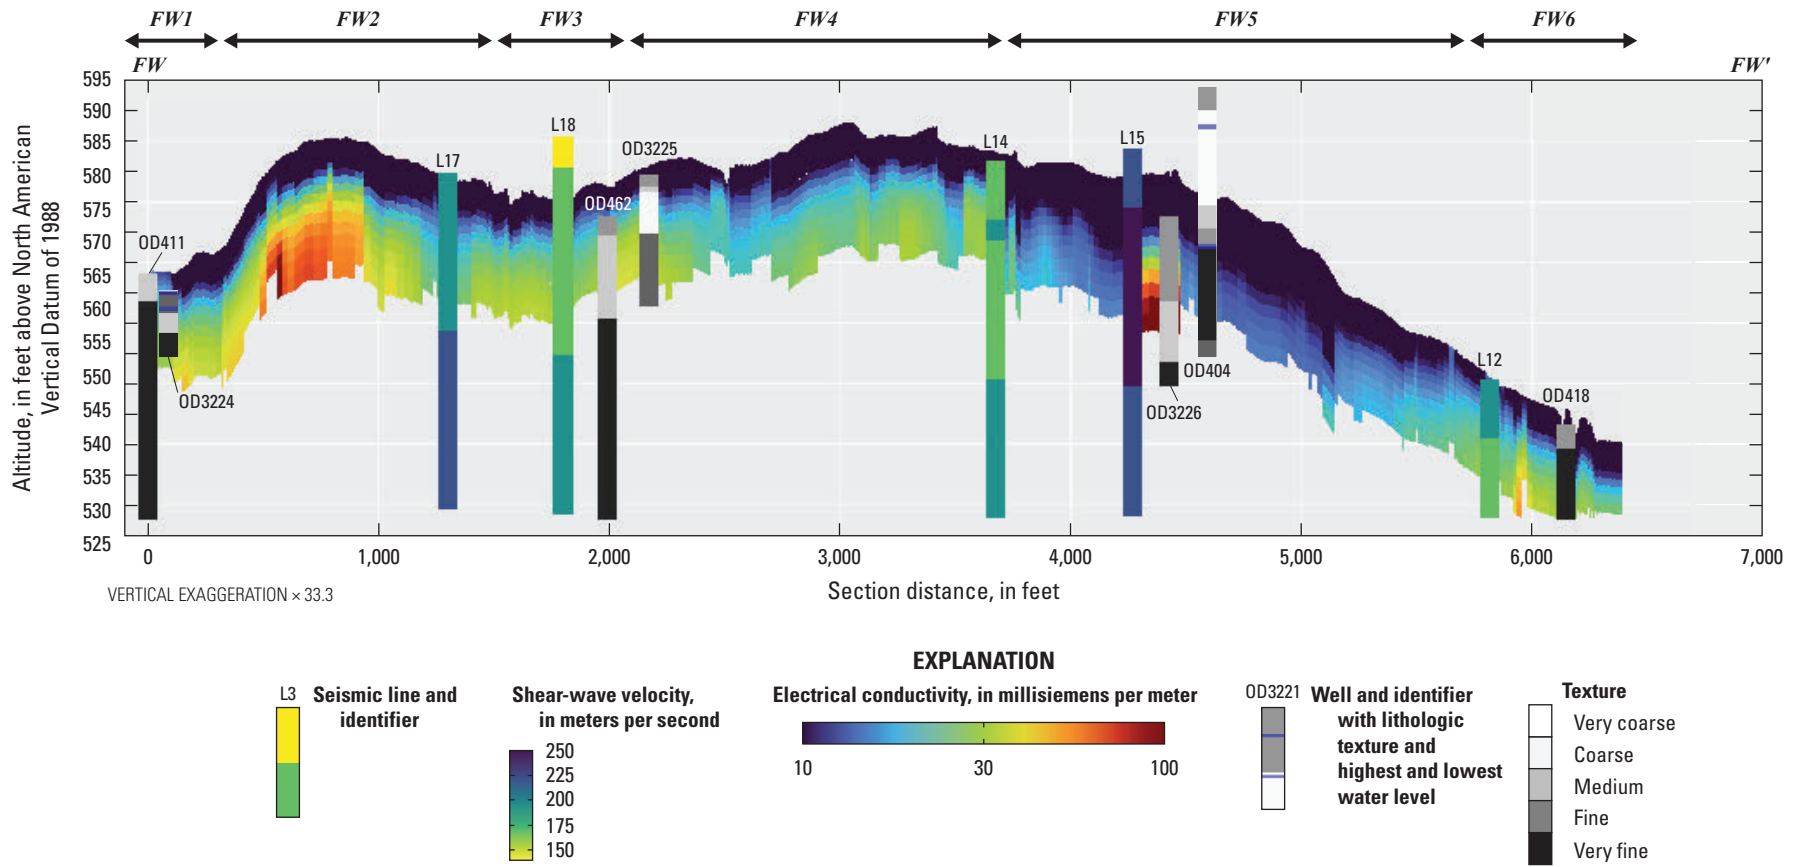 FW1 FW2 FW3 FW4 FW5 FW6
FW FW'
Altitude, in feet above North American
Vertical Datum of 1988
595
590
585
580
575
570
565
560
555
550
545
540
535
530
525
L18
L17
OD3225
L14
L15
OD462
OD411
OD3224
OD404
OD3226
L12
OD418
0 1,000 2,000 3,000 4,000 5,000 6,000 7,000
Section distance, in feet
VERTICAL EXAGGERATION × 33.3
EXPLANATION
L3
Seismic line and
identifier
Shear-wave velocity,
in meters per second
250
225
200
175
150
Electrical conductivity, in millisiemens per meter
10 30 100
OD3221
Well and identifier
with lithologic
texture and
highest and lowest
water level
Texture
Very coarse
Coarse
Medium
Fine
Very fine